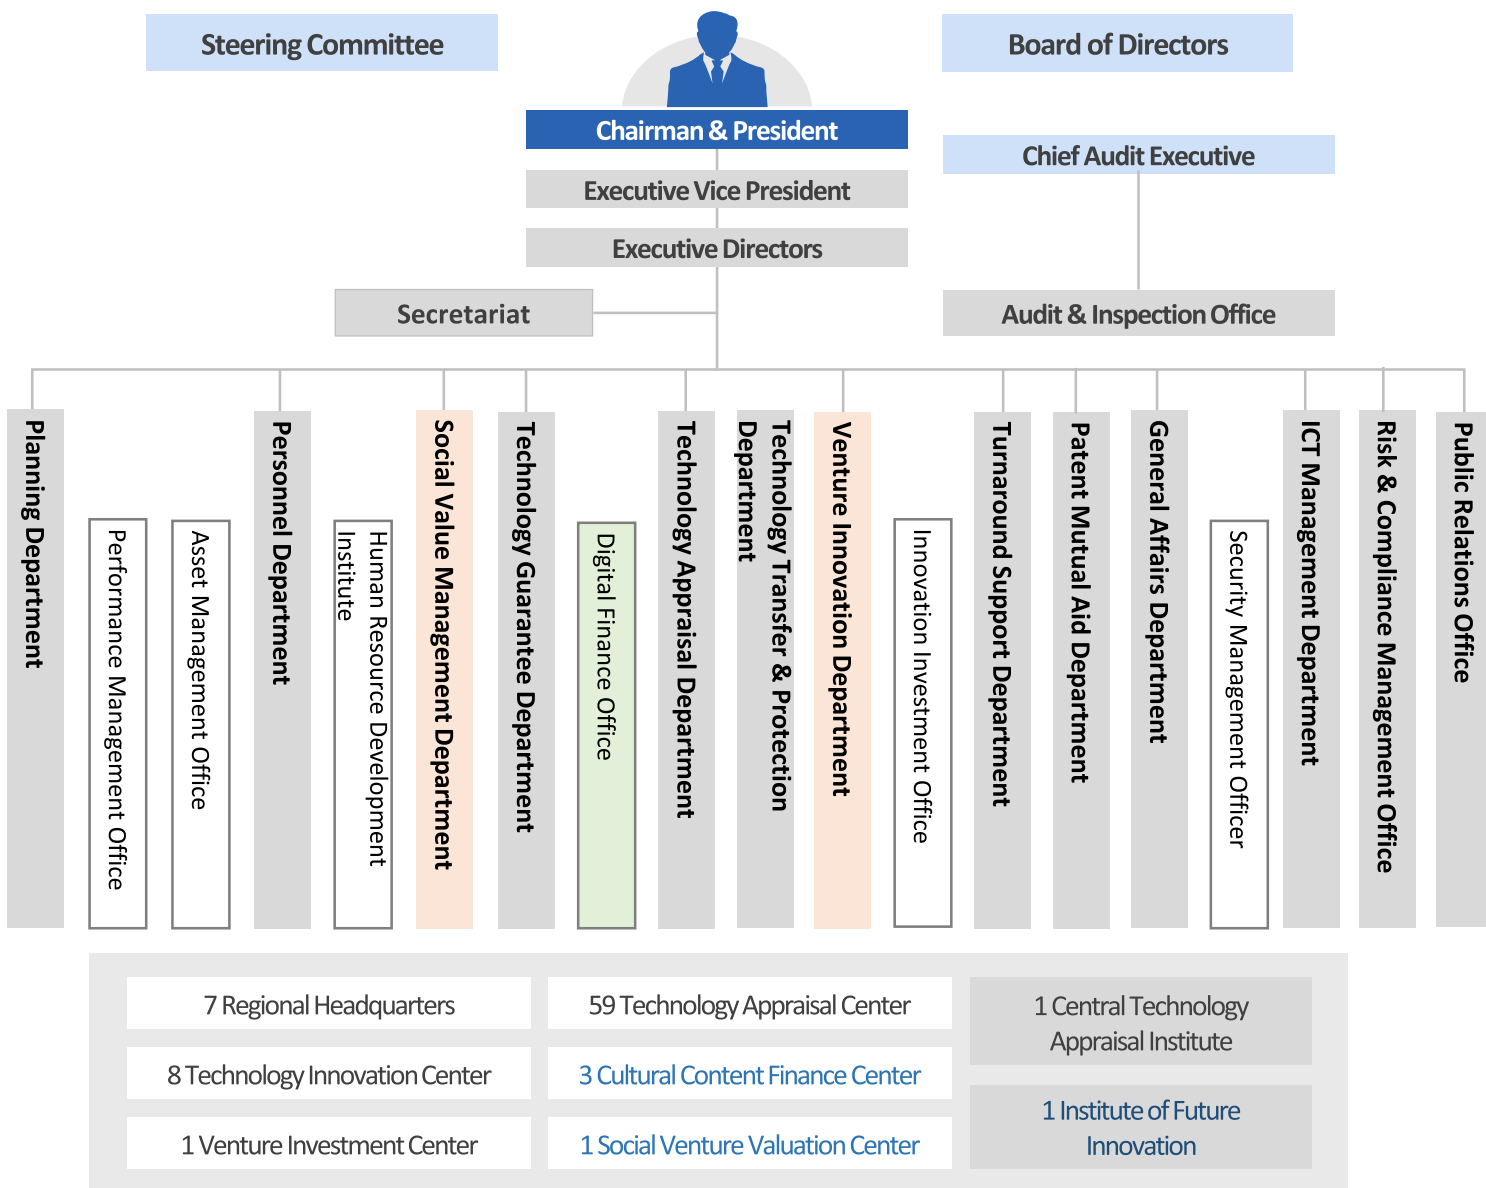 Steering Committee
Board of Directors
Chairman & President
Chief Audit Executive
Executive Vice President
Executive Directors
Secretariat
Audit & Inspection Office
Planning Department
Performance Management Office
Asset Management Office
Personnel Department
Human Resource Development
Institute
Social Value Management Department
Technology Guarantee Department
Digital Finance Office
Technology Appraisal Department
Technology Transfer & Protection
Department
Venture Innovation Department
Innovation Investment Office
Turnaround Support Department
Patent Mutual Aid Department
General Affairs Department
Security Management Officer
ICT Management Department
Risk & Compliance Management Office
Public Relations Office
7 Regional Headquarters
59 Technology Appraisal Center
1 Central Technology
Appraisal Institute
8 Technology Innovation Center
3 Cultural Content Finance Center
1 Institute of Future
Innovation
1 Venture Investment Center
1 Social Venture Valuation Center